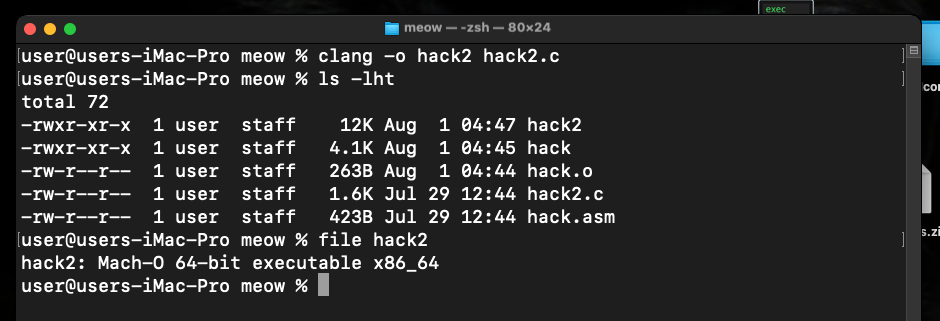 exec
meow — -zsh — 80×24
[user@users-iMac-Pro meow % clang -o hack2 hack2.c ]
[user@users-iMac-Pro meow % ls -lht ]
total 72
-rwxr-xr-x  1 user  staff    12K Aug  1 04:47 hack2
-rwxr-xr-x  1 user  staff   4.1K Aug  1 04:45 hack
-rw-r--r--  1 user  staff   263B Aug  1 04:44 hack.o
-rw-r--r--  1 user  staff   1.6K Jul 29 12:44 hack2.c
-rw-r--r--  1 user  staff   423B Jul 29 12:44 hack.asm
[user@users-iMac-Pro meow % file hack2 ]
hack2: Mach-O 64-bit executable x86_64
user@users-iMac-Pro meow %